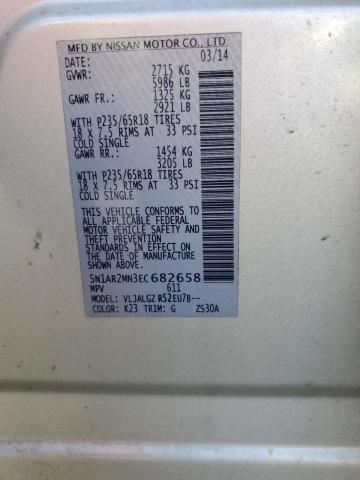 MFD BY NISSAN MOTOR CO., LTD
DATE: 03/14
GVWR: 2715 KG
5986 LB
GAWR FR.: 1325 KG
2921 LB
WITH P235/65R18 TIRES
18 X 7.5 RIMS AT 33 PSI
COLD SINGLE
GAWR RR.: 1454 KG
3205 LB
WITH P235/65R18 TIRES
18 X 7.5 RIMS AT 33 PSI
COLD SINGLE
THIS VEHICLE CONFORMS TO
ALL APPLICABLE FEDERAL
MOTOR VEHICLE SAFETY AND
THEFT PREVENTION
STANDARDS IN EFFECT ON
THE DATE OF MANUFACTURE
SHOWN ABOVE.
5N1AR2MN3EC682658
MPV 611
MODEL: VLJALGZ R52EU7B--
COLOR: K23 TRIM: G ZS30A